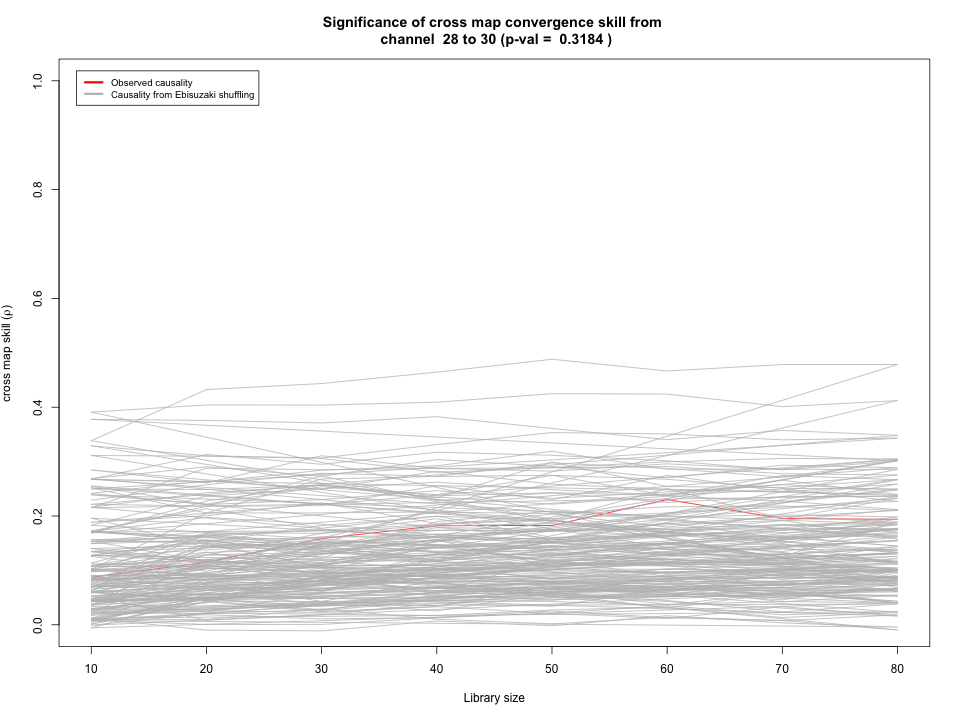 Significance of cross map convergence skill from
channel  28 to 30 (p-val =  0.3184 )
Observed causality
Causality from Ebisuzaki shuffling
cross map skill (ρ)
1.0
0.8
0.6
0.4
0.2
0.0
10 20 30 40 50 60 70 80
Library size